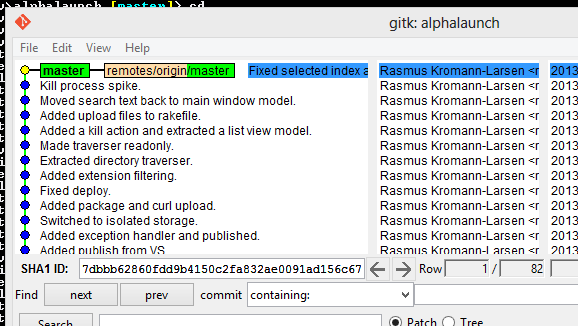 alphalaunch [master]> cd
gitk: alphalaunch
File Edit View Help
master remotes/origin/master Fixed selected index a Rasmus Kromann-Larsen <r 2013
Kill process spike. Rasmus Kromann-Larsen <r 2013
Moved search text back to main window model. Rasmus Kromann-Larsen <r 2013
Added upload files to rakefile. Rasmus Kromann-Larsen <r 2013
Added a kill action and extracted a list view model. Rasmus Kromann-Larsen <r 2013
Made traverser readonly. Rasmus Kromann-Larsen <r 2013
Extracted directory traverser. Rasmus Kromann-Larsen <r 2013
Added extension filtering. Rasmus Kromann-Larsen <r 2013
Fixed deploy. Rasmus Kromann-Larsen <r 2013
Added package and curl upload. Rasmus Kromann-Larsen <r 2013
Switched to isolated storage. Rasmus Kromann-Larsen <r 2013
Added exception handler and published. Rasmus Kromann-Larsen <r 2013
Added publish from VS Rasmus Kromann-Larsen <r 2013
SHA1 ID: 7dbbb62860fdd9b4150c2fa832ae0091ad156c67 Row 1 / 82
Find next prev commit containing:
Search Patch Tree